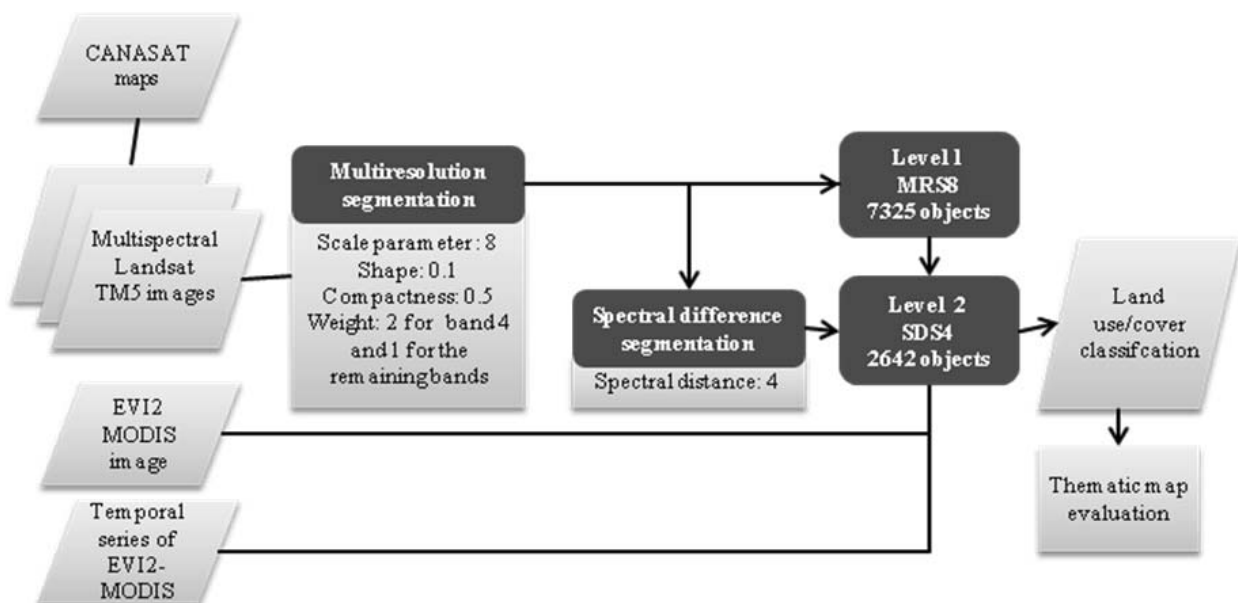 CANASAT
maps
Multispectral
Landsat
TM5 images
Multiresolution
segmentation
Scale parameter: 8
Shape: 0.1
Compactness: 0.5
Weight: 2 for band 4
and 1 for the
remaining bands
Spectral difference
segmentation
Spectral distance: 4
Level 1
MRS8
7325 objects
Level 2
SDS4
2642 objects
Land
use/cover
classifcation
Thematic map
evaluation
EVI2
MODIS
image
Temporal
series of
EVI2-
MODIS